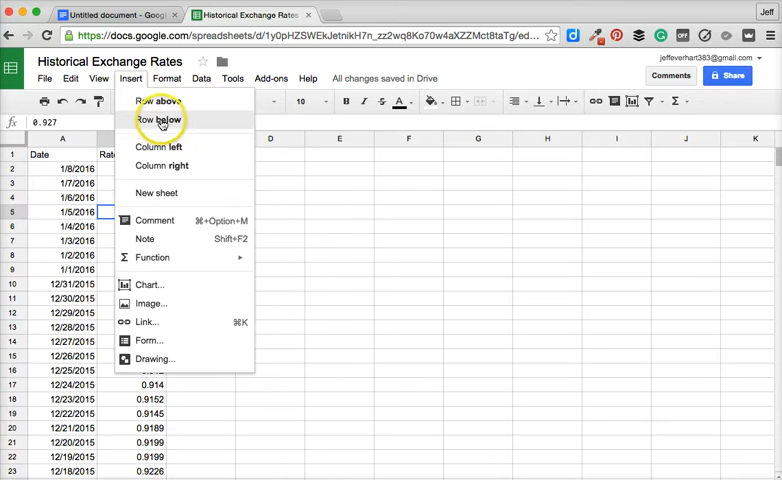 Untitled document - Googl × Historical Exchange Rates × Jeff
https://docs.google.com/spreadsheets/d/1y0pHZSWEkJetnikH7n_zz2wq8Ko70w4aXZZMCt6tEg/ed
Historical Exchange Rates
jeffeverhart383@gmail.com
File Edit View Insert Format Data Tools Add-ons Help All changes saved in Drive
Comments Share
10 B I S A
fx 0.927
A D E F G H I J K
1 Date Rate
2 1/8/2016
3 1/7/2016
4 1/6/2016
5 1/5/2016
6 1/4/2016
7 1/3/2016
8 1/2/2016
9 1/1/2016
10 12/31/2015
11 12/30/2015
12 12/29/2015
13 12/28/2015
14 12/27/2015
15 12/26/2015
16 12/25/2015
17 12/24/2015 0.914
18 12/23/2015 0.9152
19 12/22/2015 0.9145
20 12/21/2015 0.9189
21 12/20/2015 0.9199
22 12/19/2015 0.9199
23 12/18/2015 0.9226
Row above
Row below
Column left
Column right
New sheet
Comment ⌘+Option+M
Note Shift+F2
Function
Chart...
Image...
Link... ⌘K
Form...
Drawing...